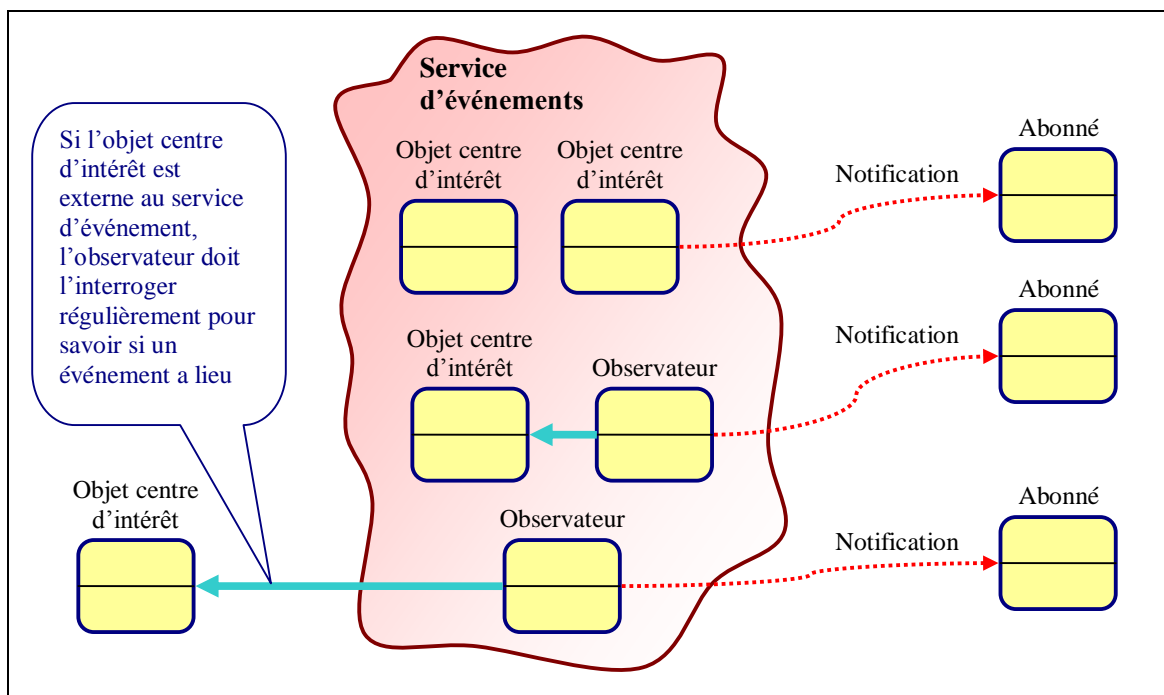 Service
d’événements
Si l’objet centre
d’intérêt est
externe au service
d’événement,
l’observateur doit
l’interroger
régulièrement pour
savoir si un
événement a lieu
Objet centre
d’intérêt
Objet centre
d’intérêt
Notification
Abonné
Objet centre
d’intérêt
Observateur
Notification
Abonné
Objet centre
d’intérêt
Observateur
Notification
Abonné